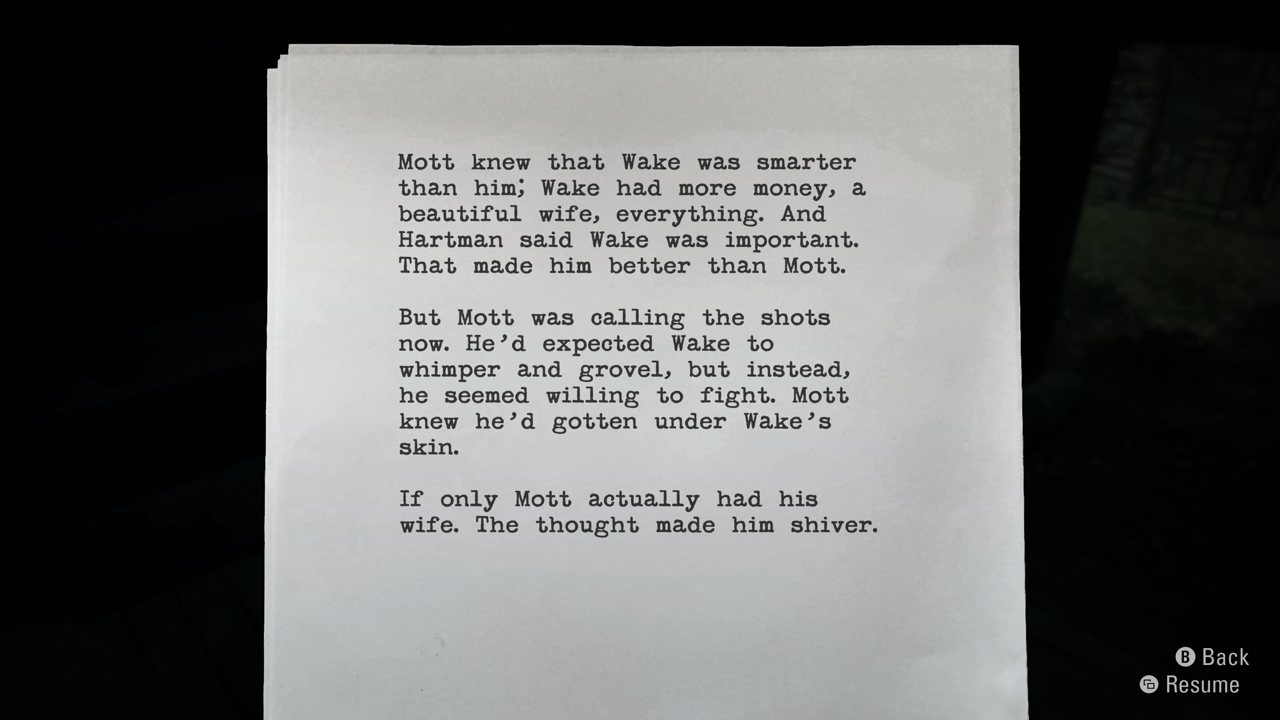 Mott knew that Wake was smarter
than him; Wake had more money, a
beautiful wife, everything. And
Hartman said Wake was important.
That made him better than Mott.
But Mott was calling the shots
now. He’d expected Wake to
whimper and grovel, but instead,
he seemed willing to fight. Mott
knew he’d gotten under Wake’s
skin.
If only Mott actually had his
wife. The thought made him shiver.
B Back
Resume